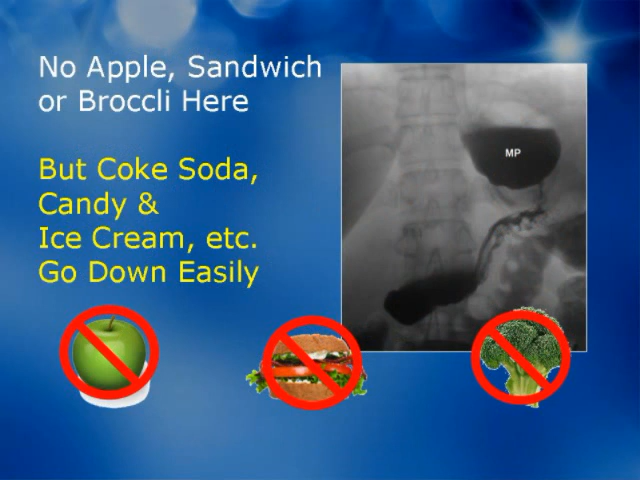 No Apple, Sandwich
or Broccli Here
But Coke Soda,
Candy &
Ice Cream, etc.
Go Down Easily
MP